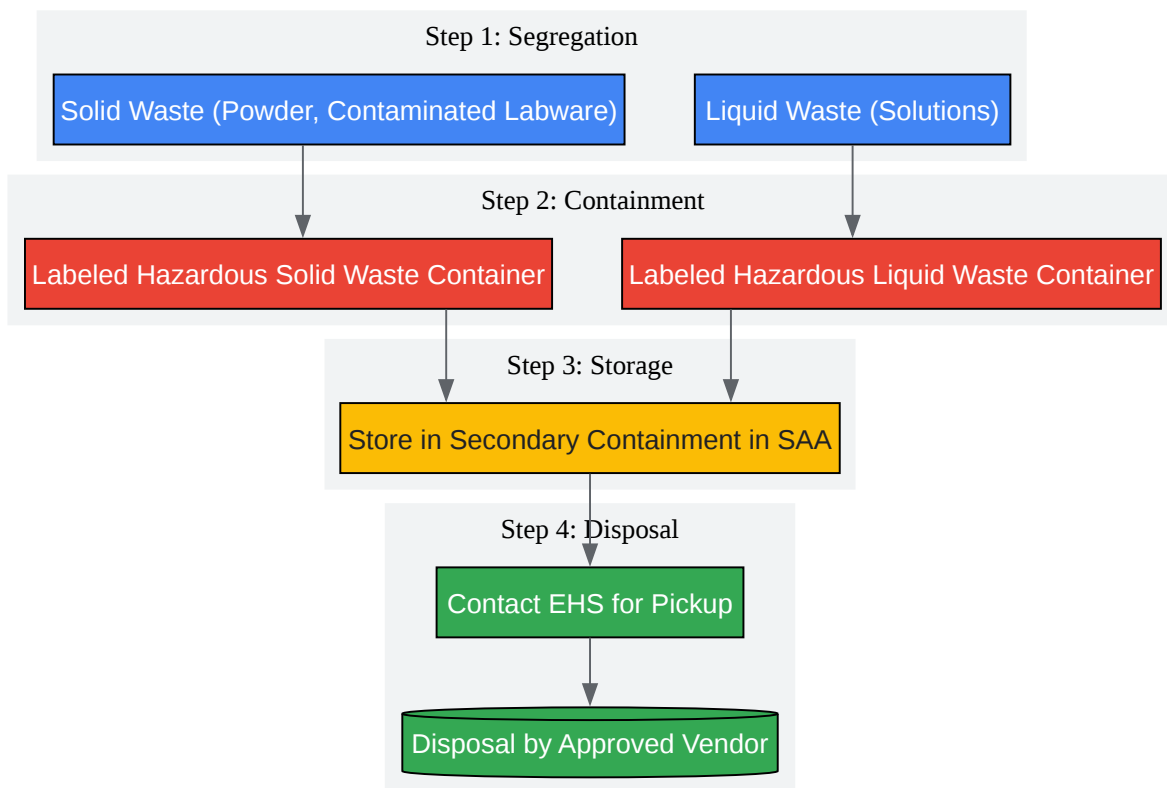 Step 1: Segregation
Solid Waste (Powder, Contaminated Labware)
Liquid Waste (Solutions)
Step 2: Containment
Labeled Hazardous Solid Waste Container
Labeled Hazardous Liquid Waste Container
Step 3: Storage
Store in Secondary Containment in SAA
Step 4: Disposal
Contact EHS for Pickup
Disposal by Approved Vendor